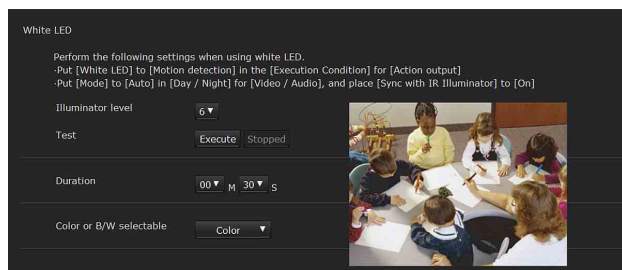 White LED
Perform the following settings when using white LED.
·Put [White LED] to [Motion detection] in the [Execution Condition] for [Action output]
·Put [Mode] to [Auto] in [Day / Night] for [Video / Audio], and place [Sync with IR Illuminator] to [On]
Illuminator level 6▼
Test Execute Stopped
Duration 00▼ M 30▼ S
Color or B/W selectable Color ▼